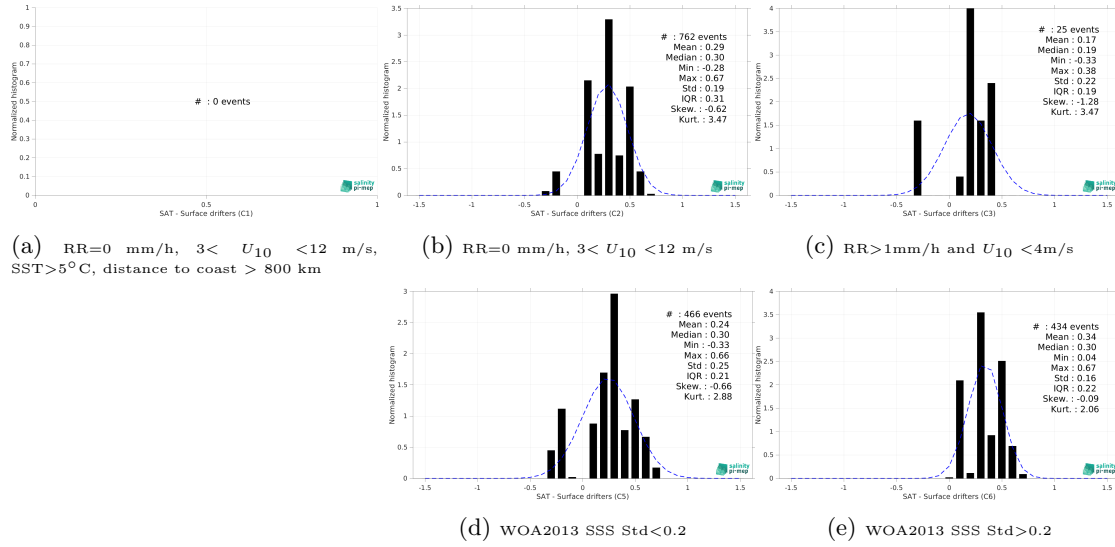 1
0.9
0.8
0.7
0.6
0.5
0.4
0.3
0.2
0.1
0
Normalized histogram
# : 0 events
0 0.5 1
SAT - Surface drifters (C1)
salinity
pi-mep
(a) RR=0 mm/h, 3< U10 <12 m/s,
SST>5°C, distance to coast > 800 km
3.5
3
2.5
2
1.5
1
0.5
0
Normalized histogram
# : 762 events
Mean : 0.29
Median : 0.30
Min : -0.28
Max : 0.67
Std : 0.19
IQR : 0.31
Skew. : -0.62
Kurt. : 3.47
-1.5 -1 -0.5 0 0.5 1 1.5
SAT - Surface drifters (C2)
salinity
pi-mep
(b) RR=0 mm/h, 3< U10 <12 m/s
4
3.5
3
2.5
2
1.5
1
0.5
0
Normalized histogram
# : 25 events
Mean : 0.17
Median : 0.19
Min : -0.33
Max : 0.38
Std : 0.22
IQR : 0.19
Skew. : -1.28
Kurt. : 3.47
-1.5 -1 -0.5 0 0.5 1 1.5
SAT - Surface drifters (C3)
salinity
pi-mep
(c) RR>1mm/h and U10 <4m/s
3
2.5
2
1.5
1
0.5
0
Normalized histogram
# : 466 events
Mean : 0.24
Median : 0.30
Min : -0.33
Max : 0.66
Std : 0.25
IQR : 0.21
Skew. : -0.66
Kurt. : 2.88
-1.5 -1 -0.5 0 0.5 1 1.5
SAT - Surface drifters (C5)
salinity
pi-mep
(d) WOA2013 SSS Std<0.2
4
3.5
3
2.5
2
1.5
1
0.5
0
Normalized histogram
# : 434 events
Mean : 0.34
Median : 0.30
Min : 0.04
Max : 0.67
Std : 0.16
IQR : 0.22
Skew. : -0.09
Kurt. : 2.06
-1.5 -1 -0.5 0 0.5 1 1.5
SAT - Surface drifters (C6)
salinity
pi-mep
(e) WOA2013 SSS Std>0.2